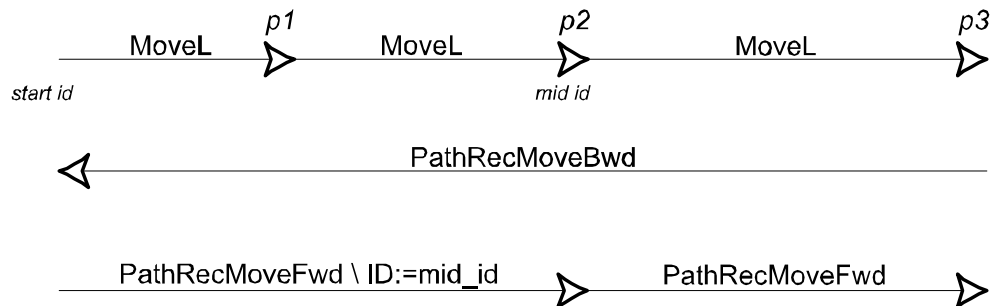 p1 p2 p3
MoveL MoveL MoveL
start id mid id
PathRecMoveBwd
PathRecMoveFwd \ ID:=mid_id PathRecMoveFwd